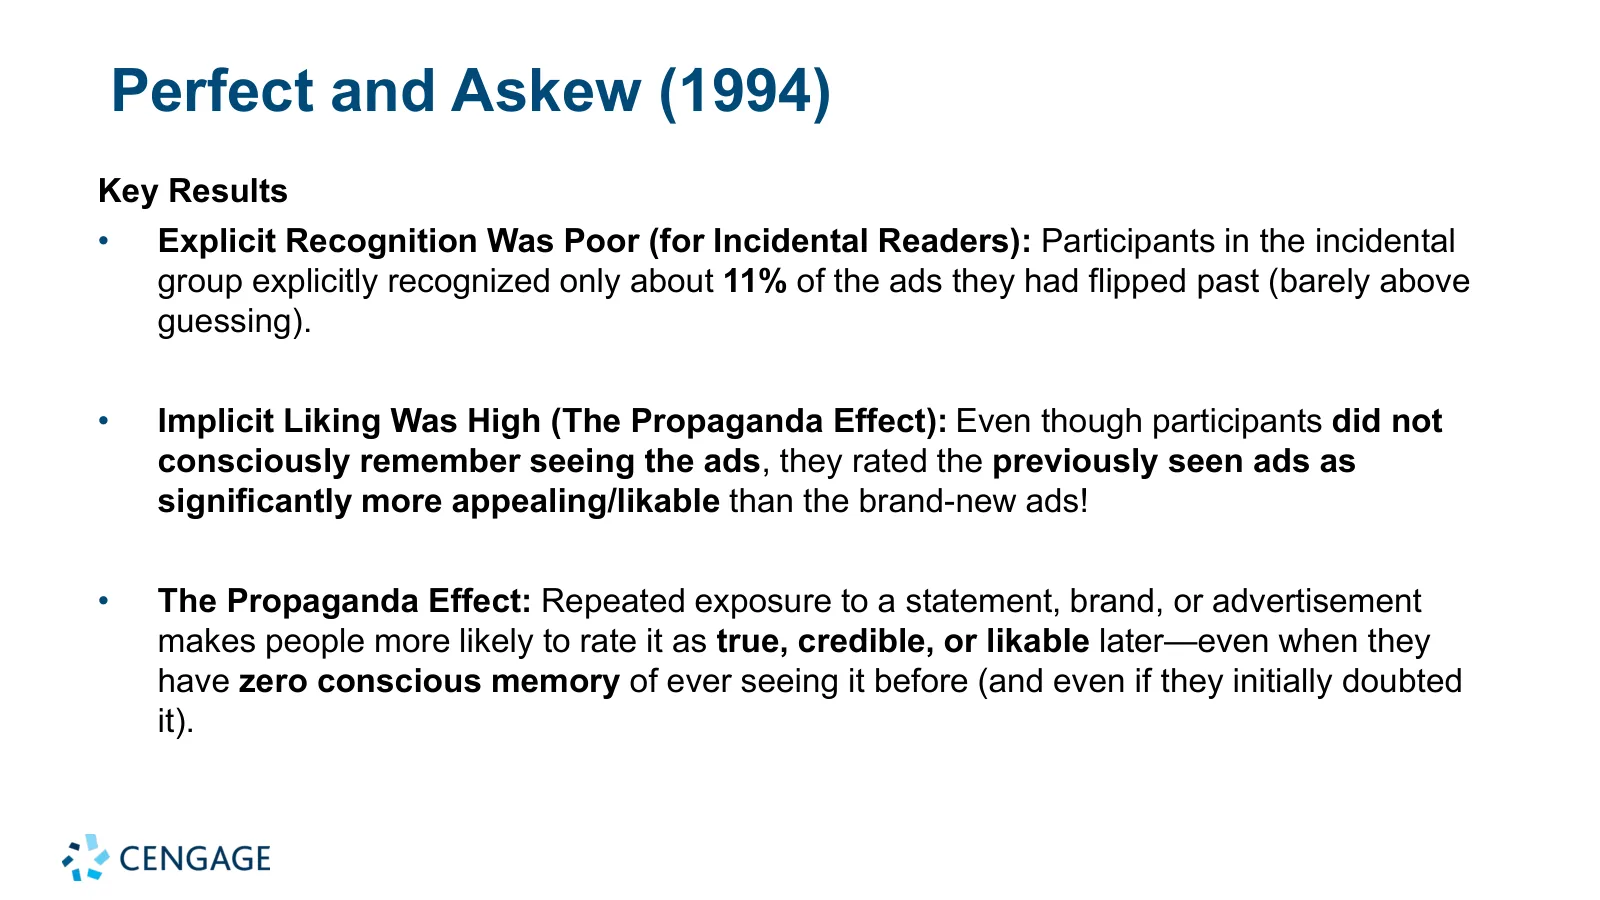 Perfect and Askew (1994)
Key Results
• Explicit Recognition Was Poor (for Incidental Readers): Participants in the incidental
group explicitly recognized only about 11% of the ads they had flipped past (barely above
guessing).
• Implicit Liking Was High (The Propaganda Effect): Even though participants did not
consciously remember seeing the ads, they rated the previously seen ads as
significantly more appealing/likable than the brand-new ads!
• The Propaganda Effect: Repeated exposure to a statement, brand, or advertisement
makes people more likely to rate it as true, credible, or likable later—even when they
have zero conscious memory of ever seeing it before (and even if they initially doubted
it).
CENGAGE